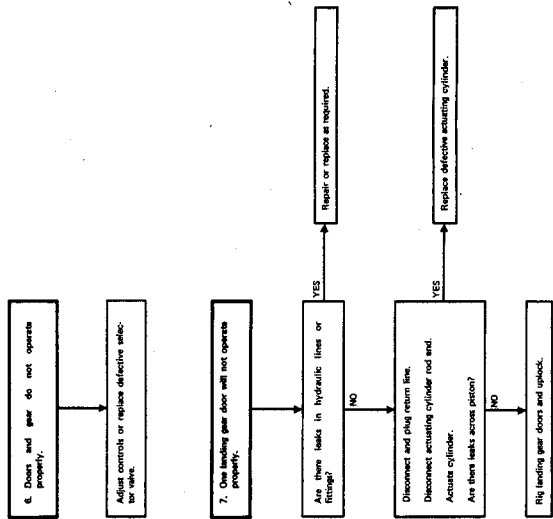 6. Doors and gear do not operate
properly.
Adjust controls or replace defective selec-
tor valve.
7. One landing gear door will not operate
properly.
Are there leaks in hydraulic lines or
fittings?
YES
Repair or replace as required.
NO
Disconnect and plug return line.
Disconnect actuating cylinder rod end.
Actuate cylinder.
Are there leaks across piston?
YES
Replace defective actuating cylinder.
NO
Rig landing gear doors and uplock.